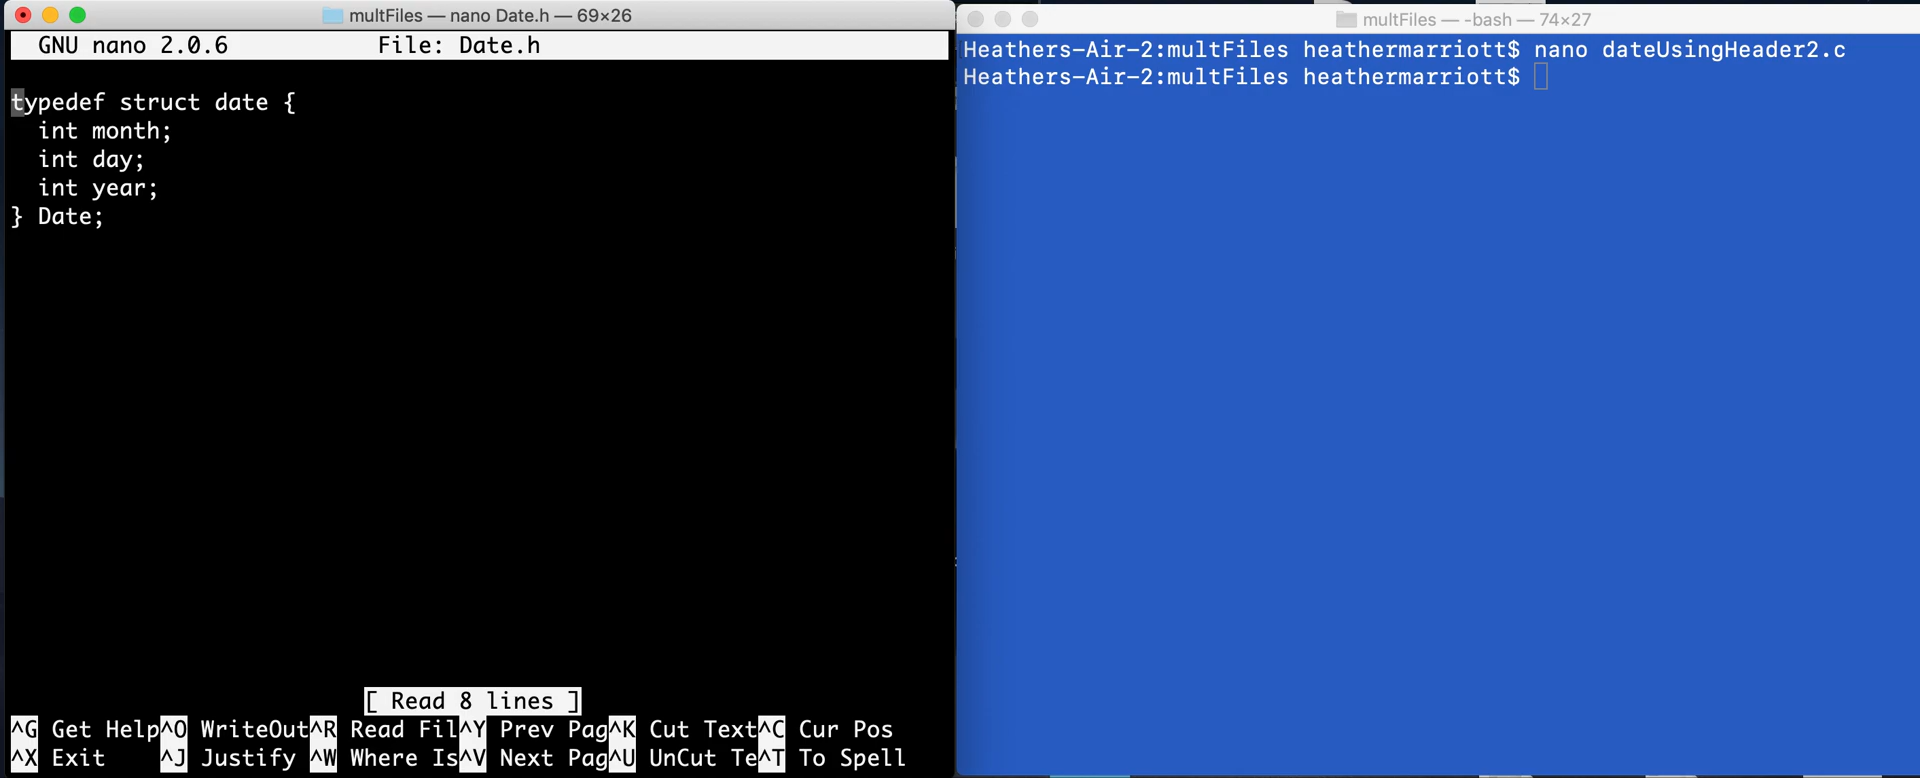 multFiles — nano Date.h — 69×26
GNU nano 2.0.6 File: Date.h
typedef struct date {
  int month;
  int day;
  int year;
} Date;
[ Read 8 lines ]
^G Get Help^O WriteOut^R Read Fil^Y Prev Pag^K Cut Text^C Cur Pos
^X Exit ^J Justify ^W Where Is^V Next Pag^U UnCut Te^T To Spell
multFiles — -bash — 74×27
Heathers-Air-2:multFiles heathermarriott$ nano dateUsingHeader2.c
Heathers-Air-2:multFiles heathermarriott$